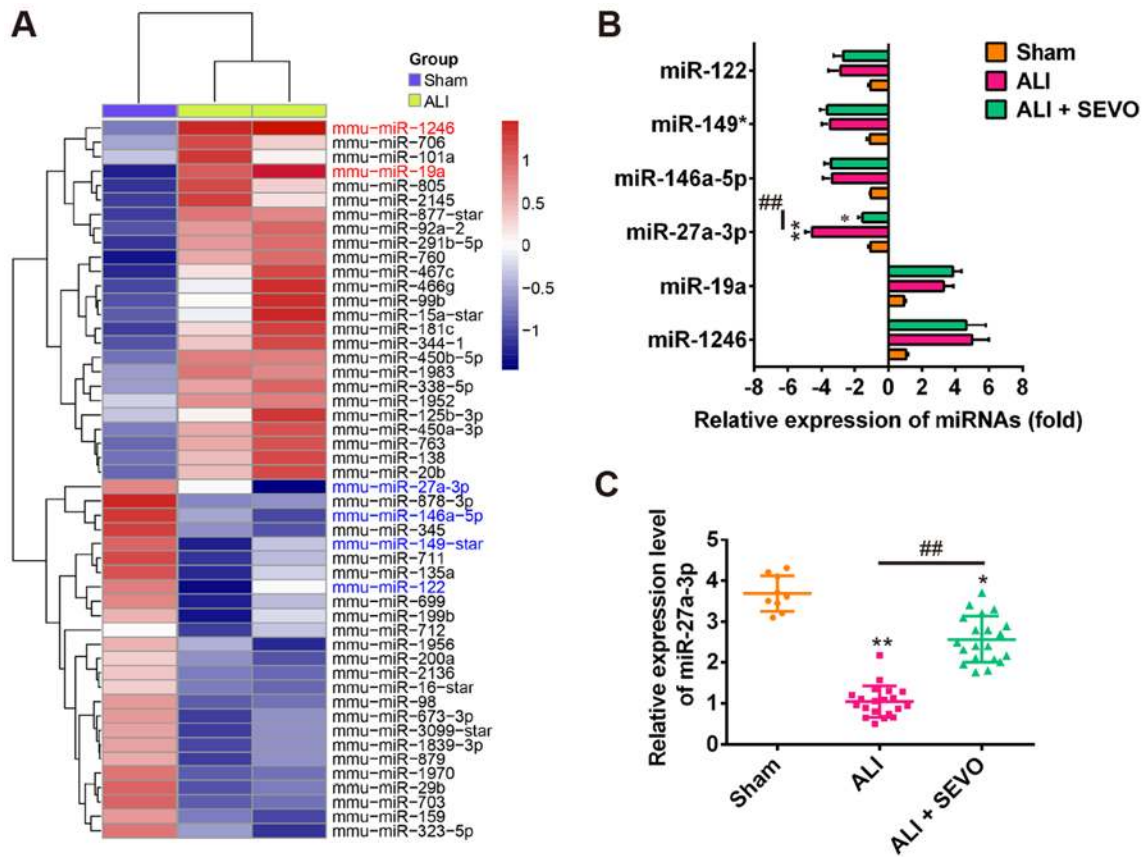 A
Group
Sham
ALI
mmu-miR-1246
mmu-miR-706
mmu-miR-101a
mmu-miR-19a
mmu-miR-805
mmu-miR-2145
mmu-miR-877-star
mmu-miR-92a-2
mmu-miR-291b-5p
mmu-miR-760
mmu-miR-467c
mmu-miR-466g
mmu-miR-99b
mmu-miR-15a-star
mmu-miR-181c
mmu-miR-344-1
mmu-miR-450b-5p
mmu-miR-1983
mmu-miR-338-5p
mmu-miR-1952
mmu-miR-125b-3p
mmu-miR-450a-3p
mmu-miR-763
mmu-miR-138
mmu-miR-20b
mmu-miR-27a-3p
mmu-miR-878-3p
mmu-miR-146a-5p
mmu-miR-345
mmu-miR-149-star
mmu-miR-711
mmu-miR-135a
mmu-miR-122
mmu-miR-699
mmu-miR-199b
mmu-miR-712
mmu-miR-1956
mmu-miR-200a
mmu-miR-2136
mmu-miR-16-star
mmu-miR-98
mmu-miR-673-3p
mmu-miR-3099-star
mmu-miR-1839-3p
mmu-miR-879
mmu-miR-1970
mmu-miR-29b
mmu-miR-703
mmu-miR-159
mmu-miR-323-5p
1
0.5
0
-0.5
-1
B
Sham
ALI
ALI + SEVO
miR-122
miR-149*
miR-146a-5p
miR-27a-3p
miR-19a
miR-1246
##
*
**
-8 -6 -4 -2 0 2 4 6 8
Relative expression of miRNAs (fold)
C
Relative expression level
of miR-27a-3p
5
4
3
2
1
0
##
**
*
Sham
ALI
ALI + SEVO